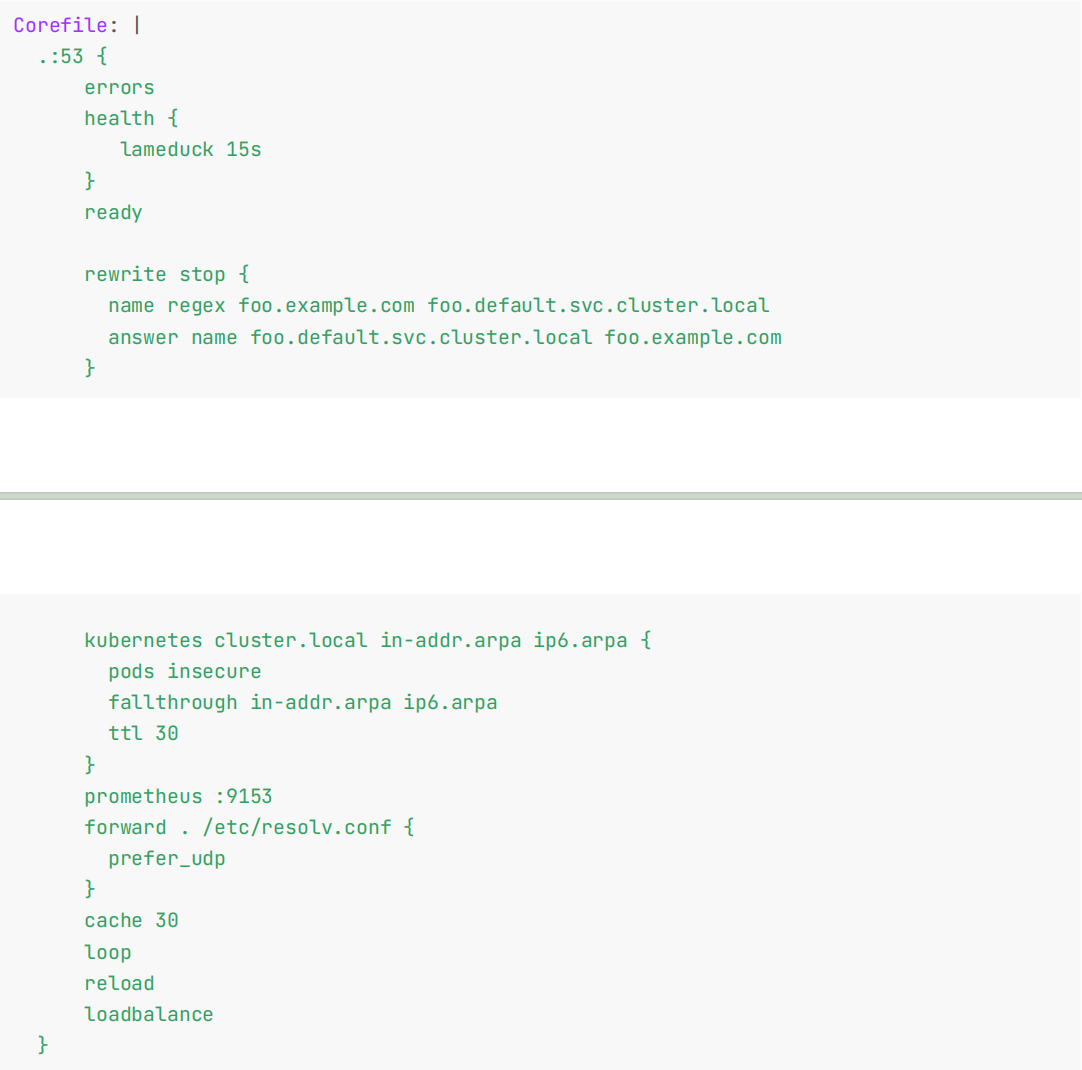 Corefile: |
  .:53 {
      errors
      health {
         lameduck 15s
      }
      ready

      rewrite stop {
        name regex foo.example.com foo.default.svc.cluster.local
        answer name foo.default.svc.cluster.local foo.example.com
      }

      kubernetes cluster.local in-addr.arpa ip6.arpa {
        pods insecure
        fallthrough in-addr.arpa ip6.arpa
        ttl 30
      }
      prometheus :9153
      forward . /etc/resolv.conf {
        prefer_udp
      }
      cache 30
      loop
      reload
      loadbalance
  }